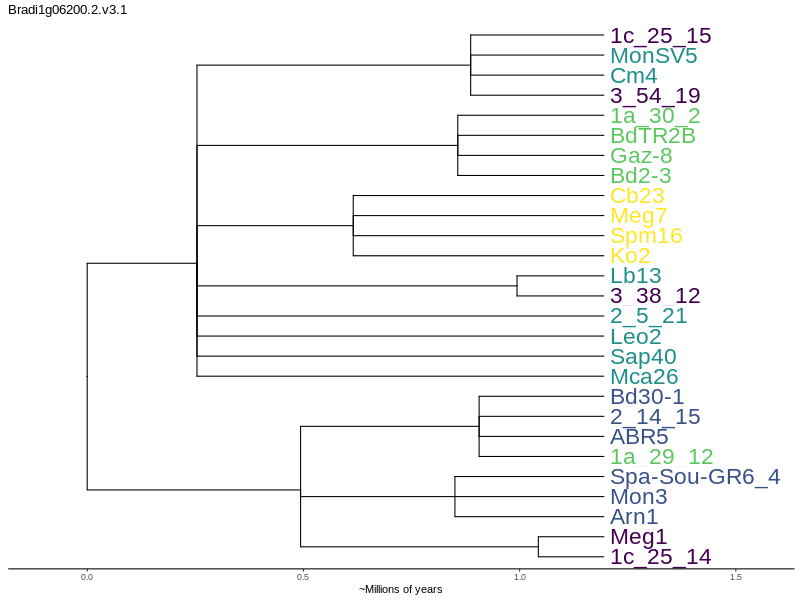 Bradi1g06200.2.v3.1
1c_25_15
MonSV5
Cm4
3_54_19
1a_30_2
BdTR2B
Gaz-8
Bd2-3
Cb23
Meg7
Spm16
Ko2
Lb13
3_38_12
2_5_21
Leo2
Sap40
Mca26
Bd30-1
2_14_15
ABR5
1a_29_12
Spa-Sou-GR6_4
Mon3
Arn1
Meg1
1c_25_14
0.0 0.5 1.0 1.5
~Millions of years